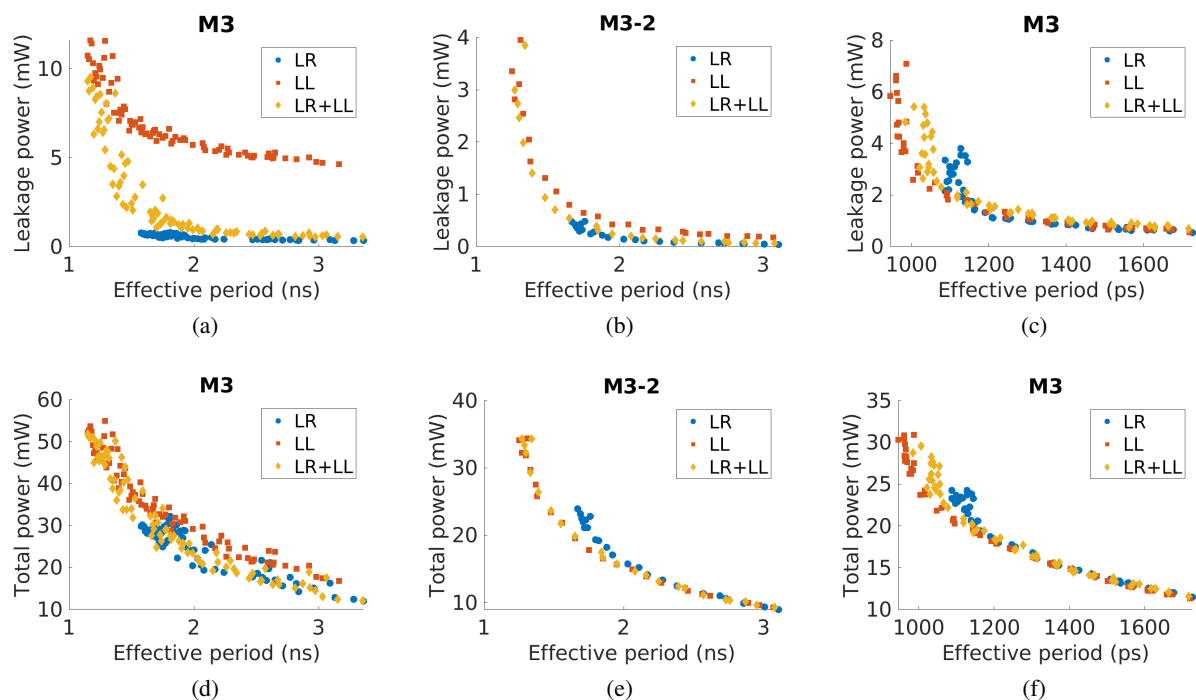 M3
Leakage power (mW)
10
5
0
1 2 3
Effective period (ns)
LR
LL
LR+LL
(a)
M3-2
Leakage power (mW)
4
3
2
1
0
1 2 3
Effective period (ns)
LR
LL
LR+LL
(b)
M3
Leakage power (mW)
8
6
4
2
0
1000 1200 1400 1600
Effective period (ps)
LR
LL
LR+LL
(c)
M3
Total power (mW)
60
50
40
30
20
10
1 2 3
Effective period (ns)
LR
LL
LR+LL
(d)
M3-2
Total power (mW)
40
30
20
10
1 2 3
Effective period (ns)
LR
LL
LR+LL
(e)
M3
Total power (mW)
35
30
25
20
15
10
1000 1200 1400 1600
Effective period (ps)
LR
LL
LR+LL
(f)